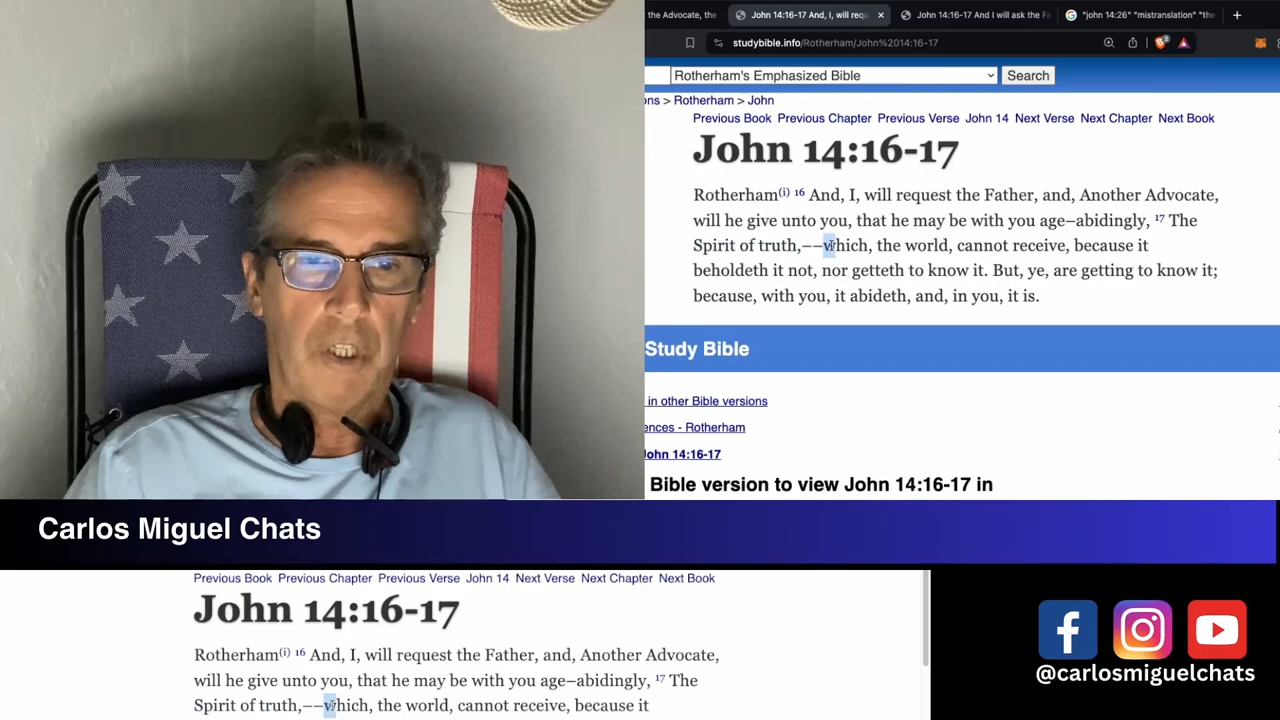 the Advocate, the
John 14:16-17 And, I, will requ
John 14:16-17 And I will ask the Fa
"john 14:26" "mistranslation" "the
studybible.info/Rotherham/John%2014:16-17
2
Rotherham's Emphasized Bible
Search
ons > Rotherham > John
Previous Book Previous Chapter Previous Verse John 14 Next Verse Next Chapter Next Book
John 14:16-17
Rotherham(i) 16 And, I, will request the Father, and, Another Advocate,
will he give unto you, that he may be with you age–abidingly, 17 The
Spirit of truth,––which, the world, cannot receive, because it
beholdeth it not, nor getteth to know it. But, ye, are getting to know it;
because, with you, it abideth, and, in you, it is.
Study Bible
in other Bible versions
ences - Rotherham
John 14:16-17
Bible version to view John 14:16-17 in
Carlos Miguel Chats
Previous Book Previous Chapter Previous Verse John 14 Next Verse Next Chapter Next Book
John 14:16-17
Rotherham(i) 16 And, I, will request the Father, and, Another Advocate,
will he give unto you, that he may be with you age–abidingly, 17 The
Spirit of truth,––which, the world, cannot receive, because it
@carlosmiguelchats